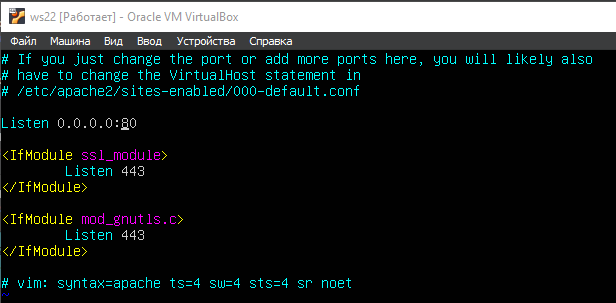 ws22 [Работает] - Oracle VM VirtualBox
Файл Машина Вид Ввод Устройства Справка
# If you just change the port or add more ports here, you will likely also
# have to change the VirtualHost statement in
# /etc/apache2/sites-enabled/000-default.conf
Listen 0.0.0.0:80
<IfModule ssl_module>
Listen 443
</IfModule>
<IfModule mod_gnutls.c>
Listen 443
</IfModule>
# vim: syntax=apache ts=4 sw=4 sts=4 sr noet
~